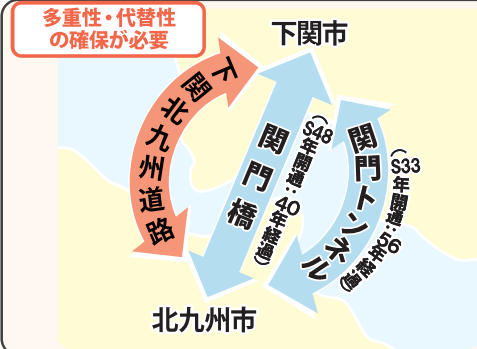 多重性・代替性
の確保が必要
下関市
下関北九州道路
関門橋
（S48年開通：40年経過）
関門トンネル
（S33年開通：56年経過）
北九州市